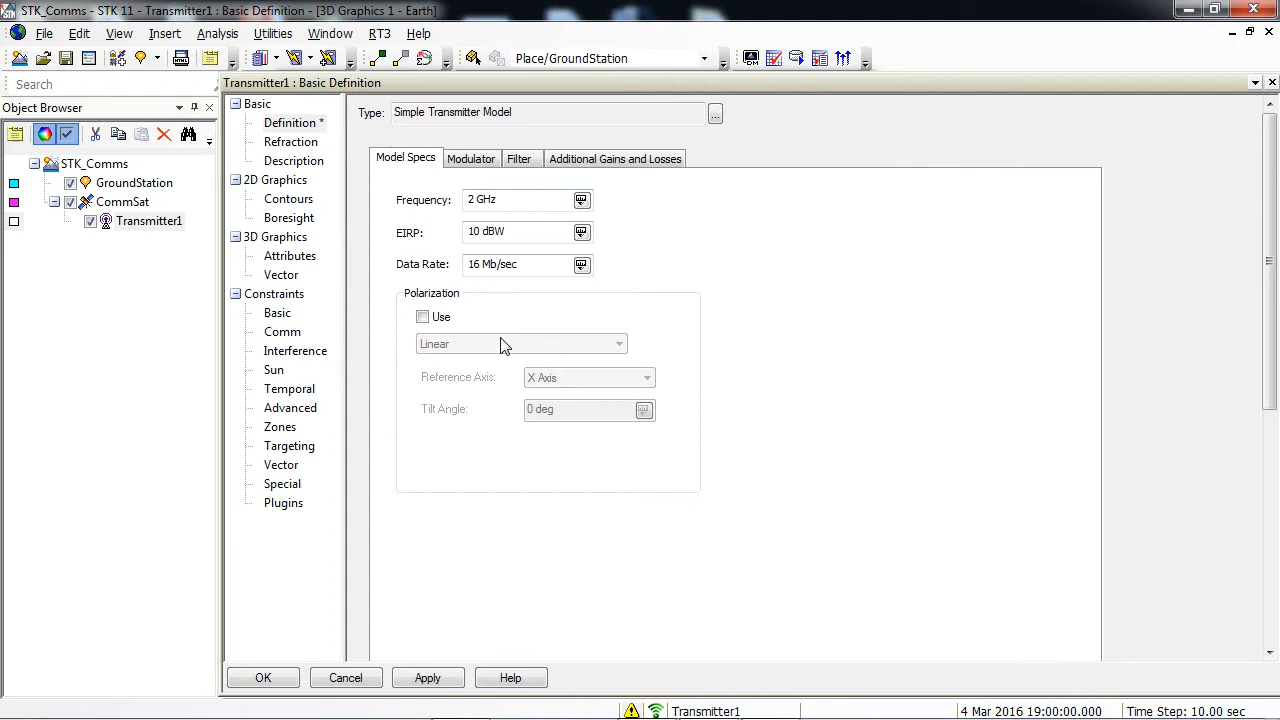 STK_Comms - STK 11 - Transmitter1 : Basic Definition - [3D Graphics 1 - Earth]
File Edit View Insert Analysis Utilities Window RT3 Help
Place/GroundStation
Search
Object Browser
STK_Comms
GroundStation
CommSat
Transmitter1
Transmitter1 : Basic Definition
Basic
Definition *
Refraction
Description
2D Graphics
Contours
Boresight
3D Graphics
Attributes
Vector
Constraints
Basic
Comm
Interference
Sun
Temporal
Advanced
Zones
Targeting
Vector
Special
Plugins
Type: Simple Transmitter Model ...
Model Specs Modulator Filter Additional Gains and Losses
Frequency: 2 GHz
EIRP: 10 dBW
Data Rate: 16 Mb/sec
Polarization
Use
Linear
Reference Axis: X Axis
Tilt Angle: 0 deg
OK Cancel Apply Help
Transmitter1 4 Mar 2016 19:00:00.000 Time Step: 10.00 sec